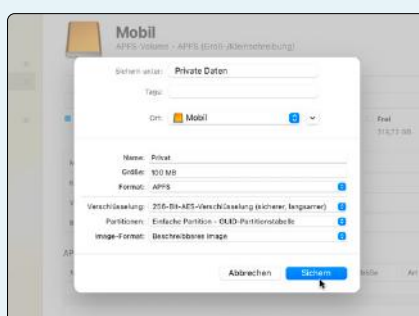 Mobil
APFS-Volume • APFS (Groß-/Kleinschreibung)
Sichern unter: Private Daten
Tags:
Ort: Mobil
Frei
Name: Privat
Größe: 100 MB
Format: APFS
Verschlüsselung: 256-Bit-AES-Verschlüsselung (sicherer, langsamer)
Partitionen: Einfache Partition - GUID-Partitionstabelle
Image-Format: Beschreibbares Image
Abbrechen Sichern
Art